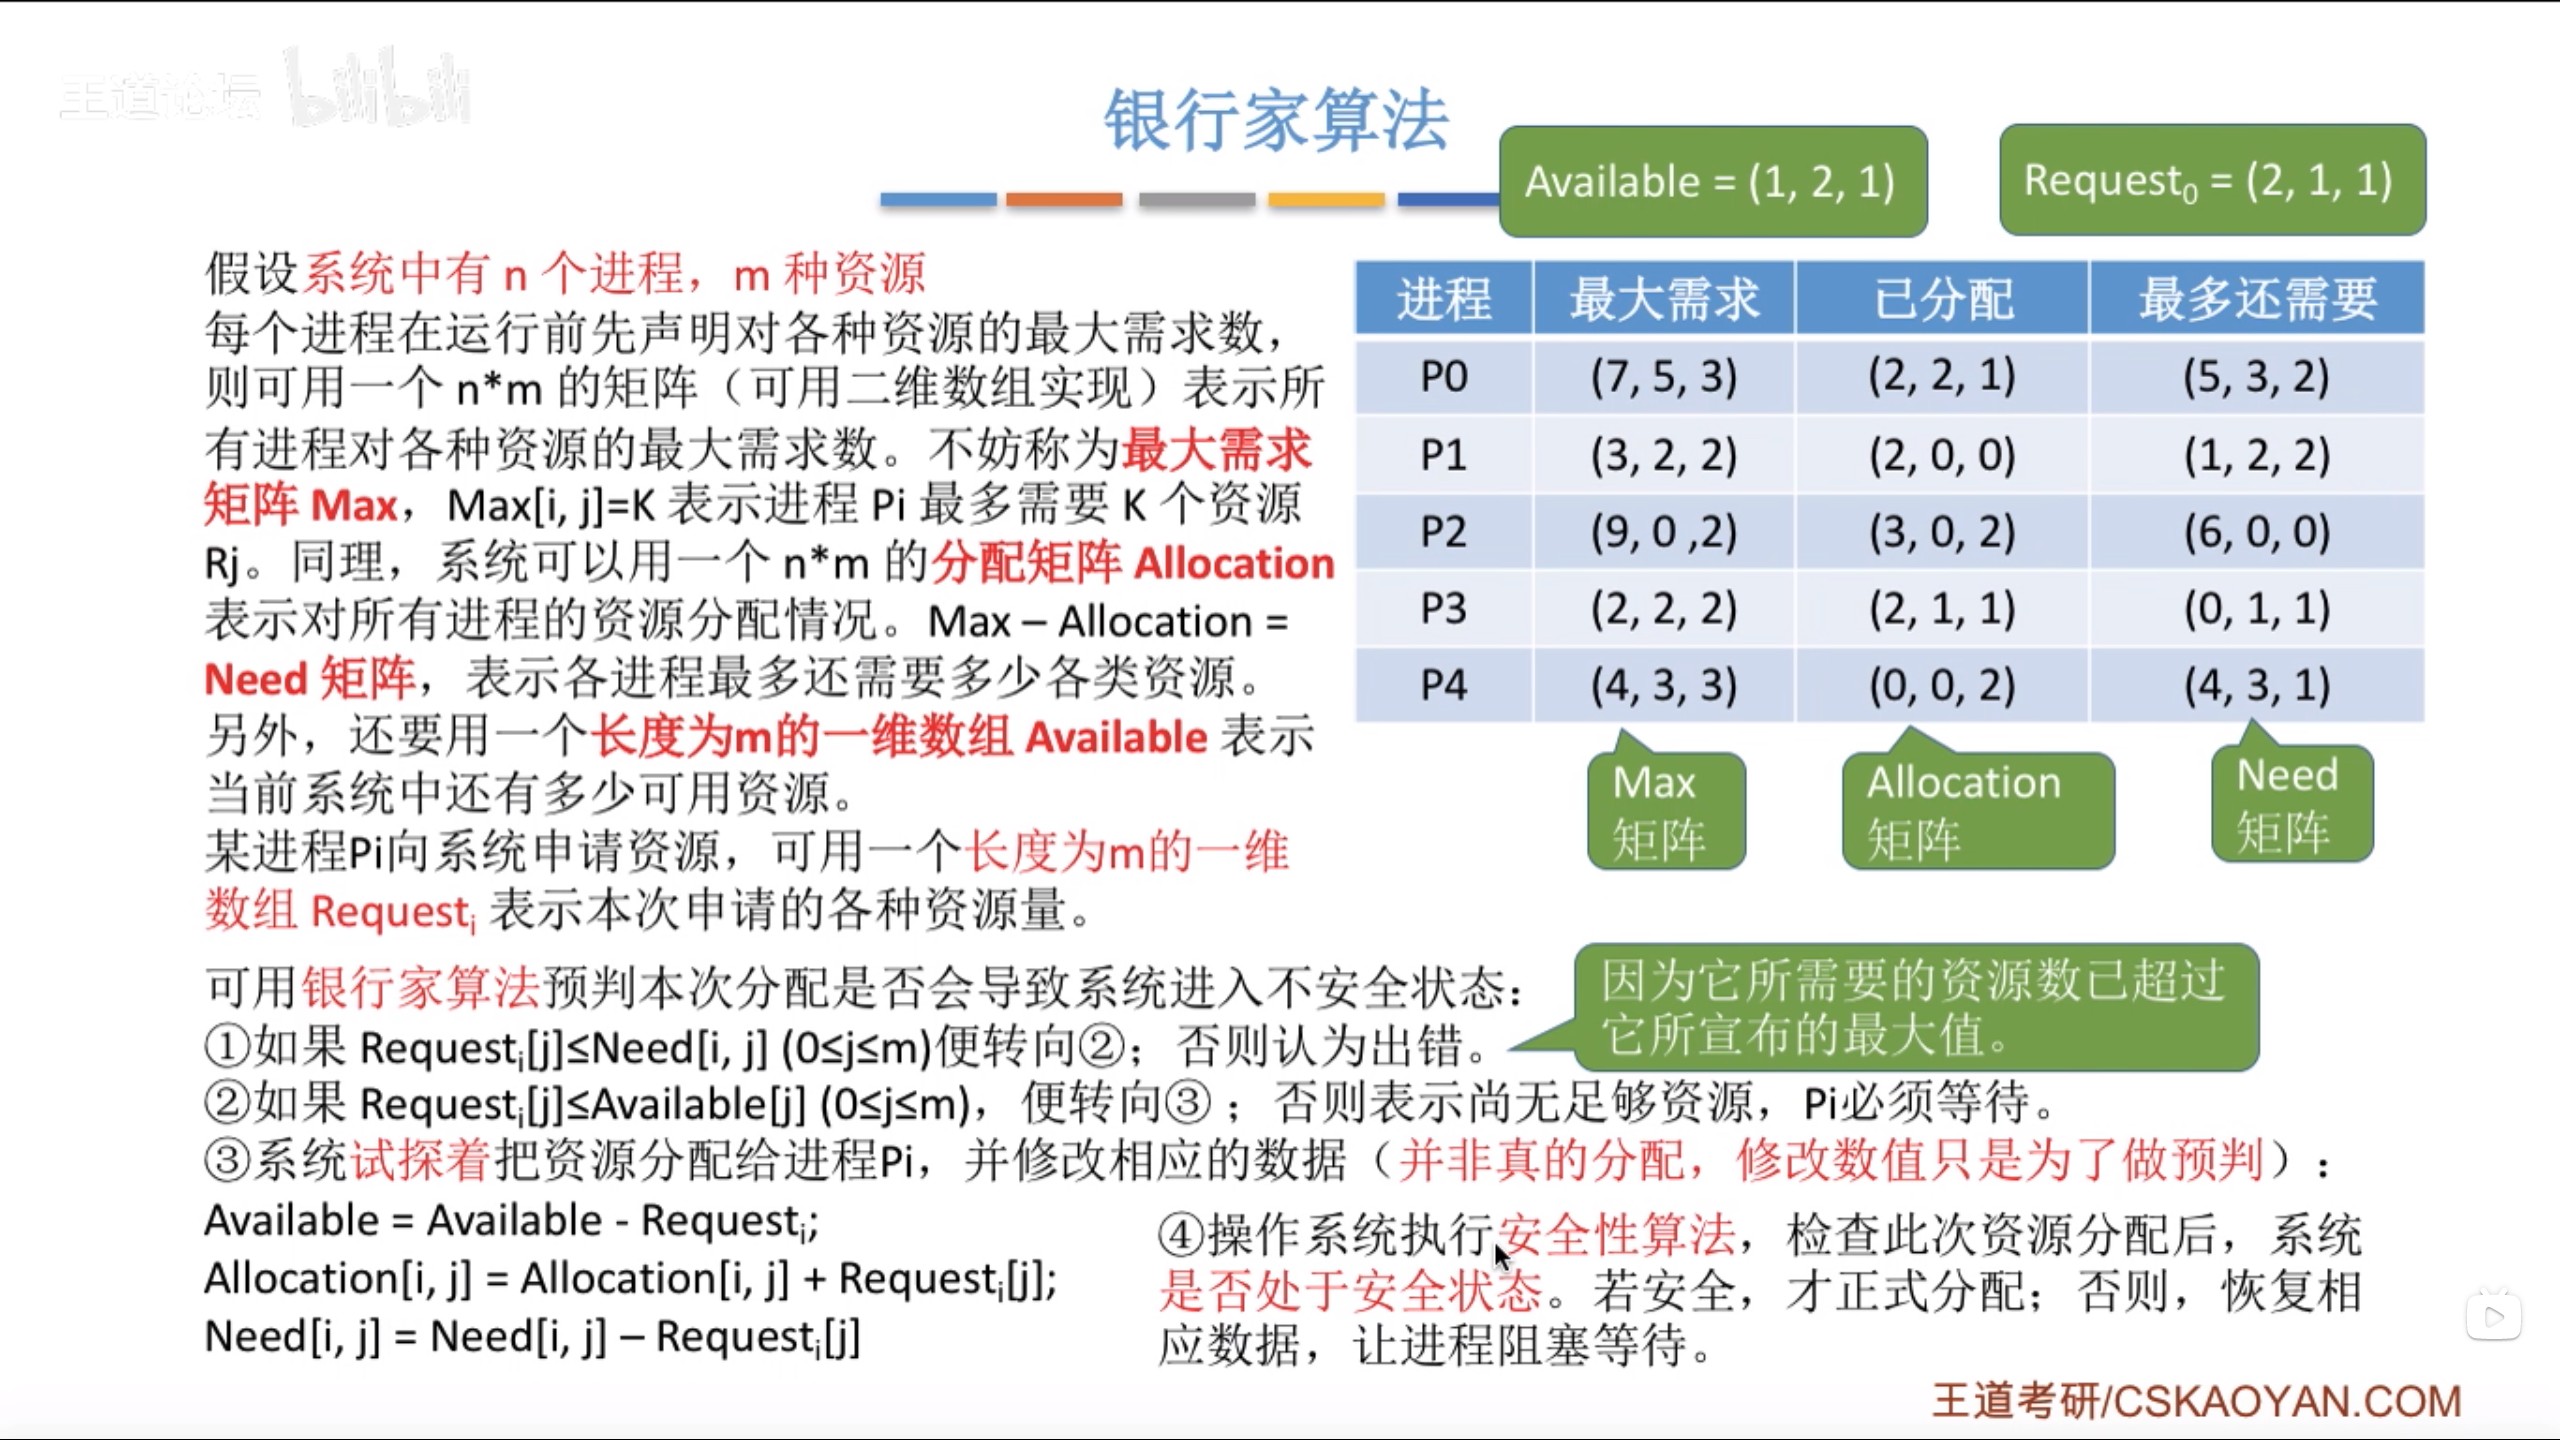 王道论坛 bilibili
银行家算法
Available = (1, 2, 1)
Request0 = (2, 1, 1)
假设系统中有 n 个进程，m 种资源
每个进程在运行前先声明对各种资源的最大需求数，
则可用一个 n*m 的矩阵（可用二维数组实现）表示所
有进程对各种资源的最大需求数。不妨称为最大需求
矩阵 Max，Max[i, j]=K 表示进程 Pi 最多需要 K 个资源
Rj。同理，系统可以用一个 n*m 的分配矩阵 Allocation
表示对所有进程的资源分配情况。Max – Allocation =
Need 矩阵，表示各进程最多还需要多少各类资源。
另外，还要用一个长度为m的一维数组 Available 表示
当前系统中还有多少可用资源。
某进程Pi向系统申请资源，可用一个长度为m的一维
数组 Requesti 表示本次申请的各种资源量。
进程 最大需求 已分配 最多还需要
P0 (7, 5, 3) (2, 2, 1) (5, 3, 2)
P1 (3, 2, 2) (2, 0, 0) (1, 2, 2)
P2 (9, 0 ,2) (3, 0, 2) (6, 0, 0)
P3 (2, 2, 2) (2, 1, 1) (0, 1, 1)
P4 (4, 3, 3) (0, 0, 2) (4, 3, 1)
Max
矩阵
Allocation
矩阵
Need
矩阵
可用银行家算法预判本次分配是否会导致系统进入不安全状态：
①如果 Requesti[j]≤Need[i, j] (0≤j≤m)便转向②；否则认为出错。
因为它所需要的资源数已超过
它所宣布的最大值。
②如果 Requesti[j]≤Available[j] (0≤j≤m)，便转向③；否则表示尚无足够资源，Pi必须等待。
③系统试探着把资源分配给进程Pi，并修改相应的数据（并非真的分配，修改数值只是为了做预判）：
Available = Available - Requesti;
Allocation[i, j] = Allocation[i, j] + Requesti[j];
Need[i, j] = Need[i, j] – Requesti[j]
④操作系统执行安全性算法，检查此次资源分配后，系统
是否处于安全状态。若安全，才正式分配；否则，恢复相
应数据，让进程阻塞等待。
王道考研/CSKAOYAN.COM